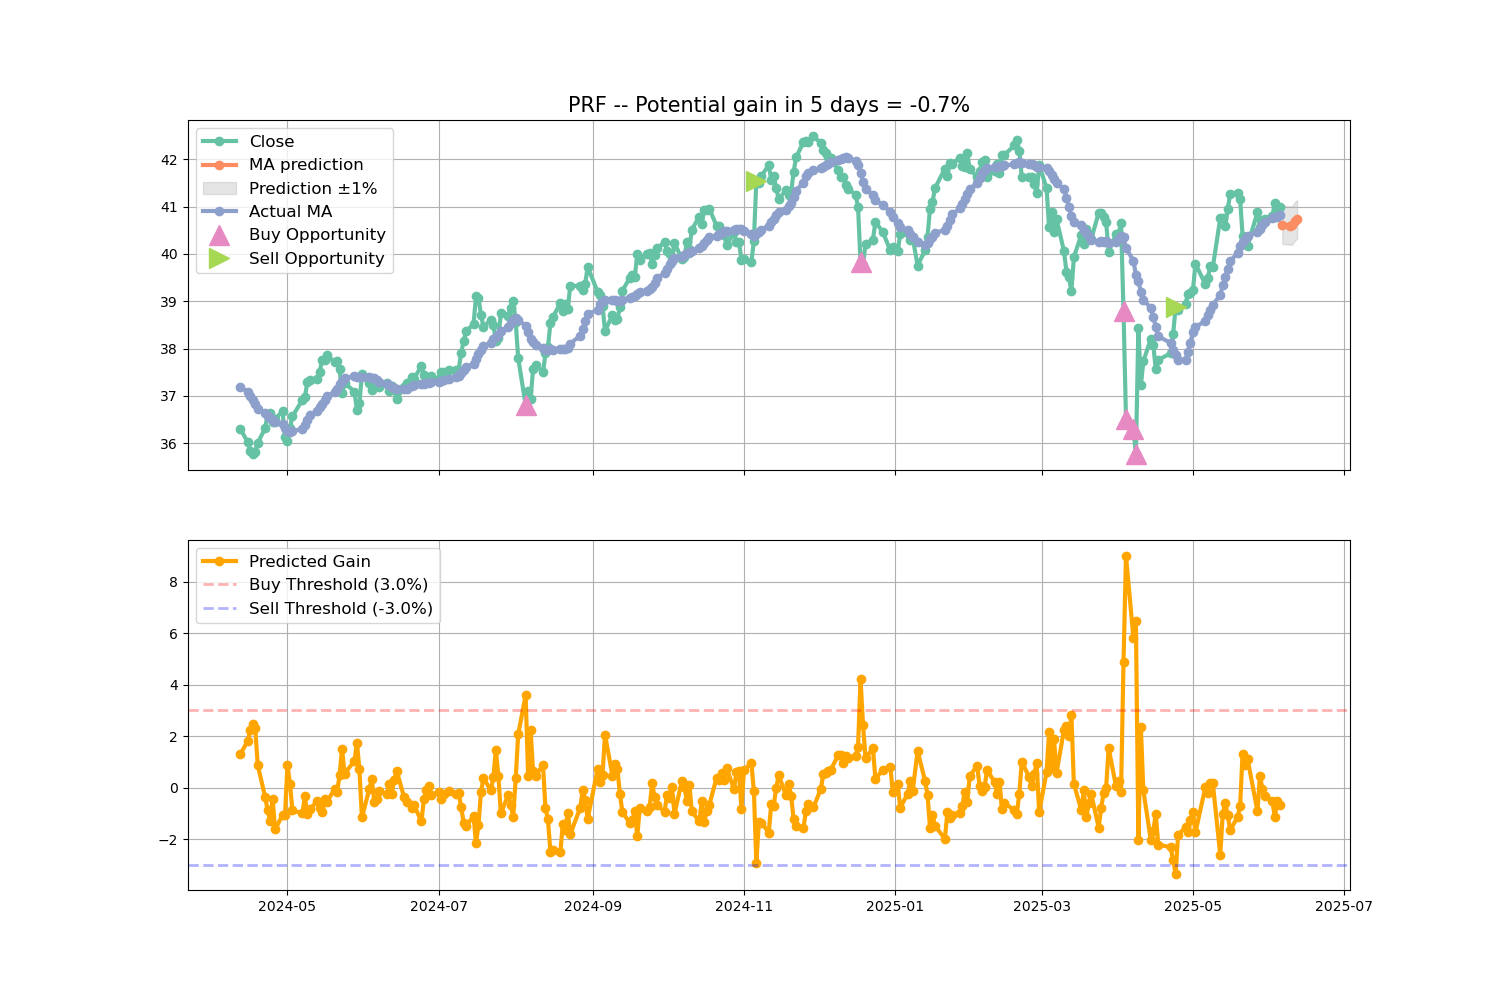 PRF -- Potential gain in 5 days = -0.7%
Close
MA prediction
Prediction ±1%
Actual MA
Buy Opportunity
Sell Opportunity
42
41
40
39
38
37
36
Predicted Gain
Buy Threshold (3.0%)
Sell Threshold (-3.0%)
8
6
4
2
0
−2
2024-05 2024-07 2024-09 2024-11 2025-01 2025-03 2025-05 2025-07